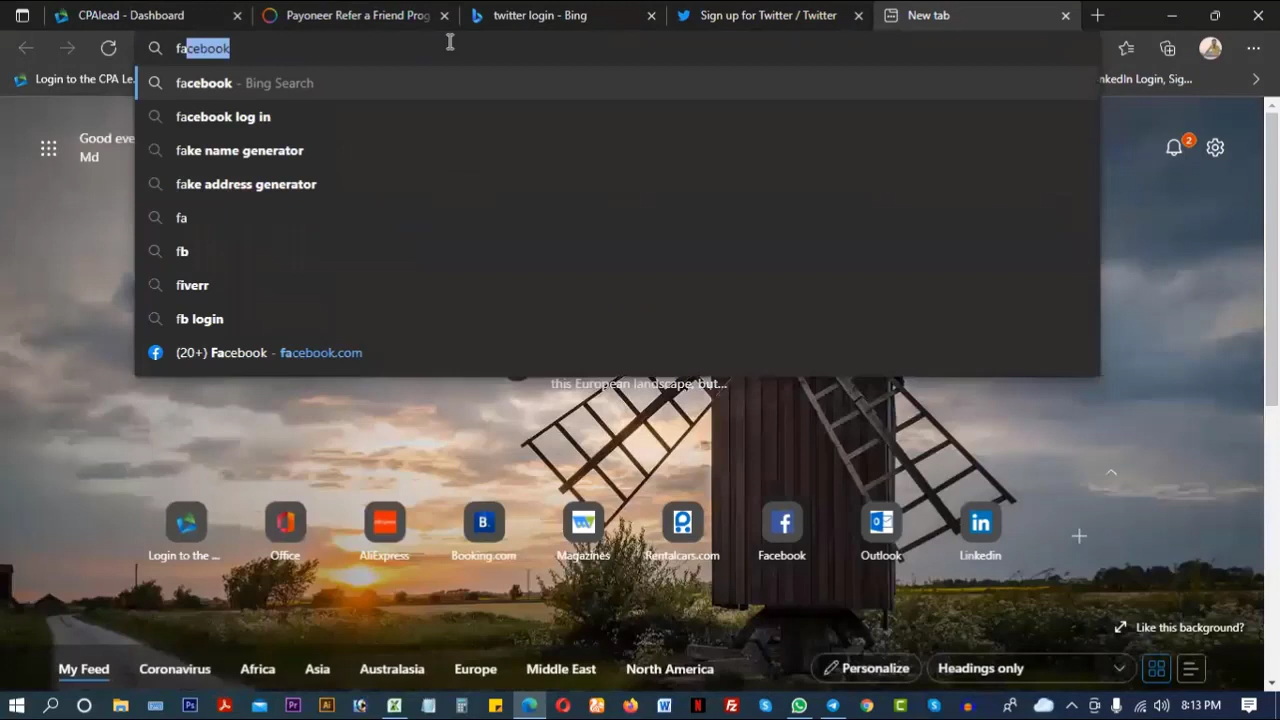 CPAlead - Dashboard
Payoneer Refer a Friend Prog
twitter login - Bing
Sign up for Twitter / Twitter
New tab
facebook
Login to the CPA Le...
nkedIn Login, Sig...
facebook - Bing Search
facebook log in
fake name generator
fake address generator
fa
fb
fiverr
fb login
(20+) Facebook - facebook.com
Good eve
Md
2
this European landscape, but...
Login to the ...
Office
AliExpress
Booking.com
Magazines
Rentalcars.com
Facebook
Outlook
Linkedin
Like this background?
My Feed
Coronavirus
Africa
Asia
Australasia
Europe
Middle East
North America
Personalize
Headings only
8:13 PM